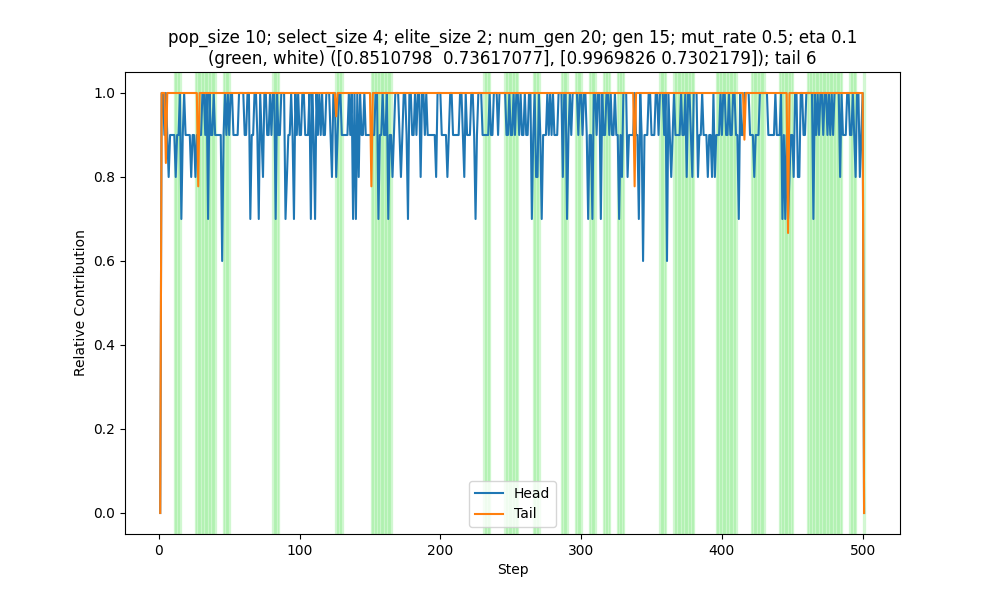 pop_size 10; select_size 4; elite_size 2; num_gen 20; gen 15; mut_rate 0.5; eta 0.1
(green, white) ([0.8510798  0.73617077], [0.9969826 0.7302179]); tail 6
1.0
0.8
0.6
0.4
0.2
0.0
Relative Contribution
Head
Tail
0
100
200
300
400
500
Step